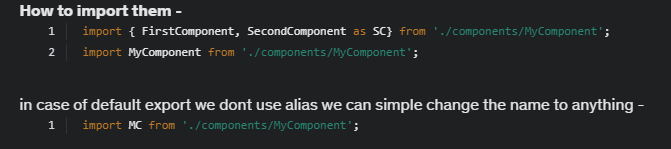 How to import them -
1 import { FirstComponent, SecondComponent as SC} from './components/MyComponent';
2 import MyComponent from './components/MyComponent';
in case of default export we dont use alias we can simple change the name to anything -
1 import MC from './components/MyComponent';